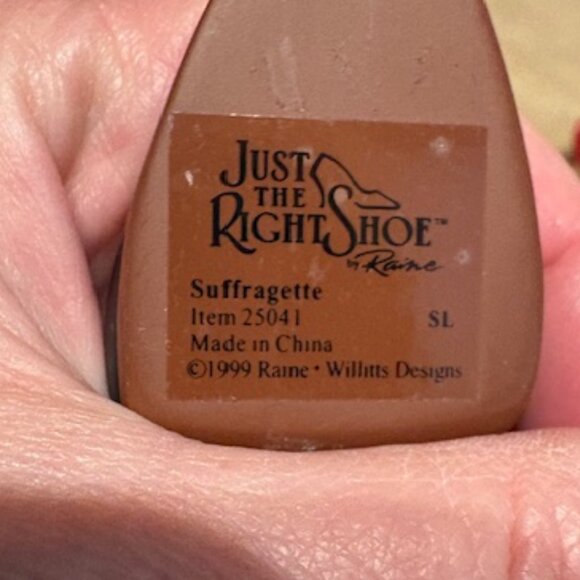 JUST
THE
RIGHT SHOE™
by Raine
Suffragette
Item 25041 SL
Made in China
©1999 Raine • Willitts Designs